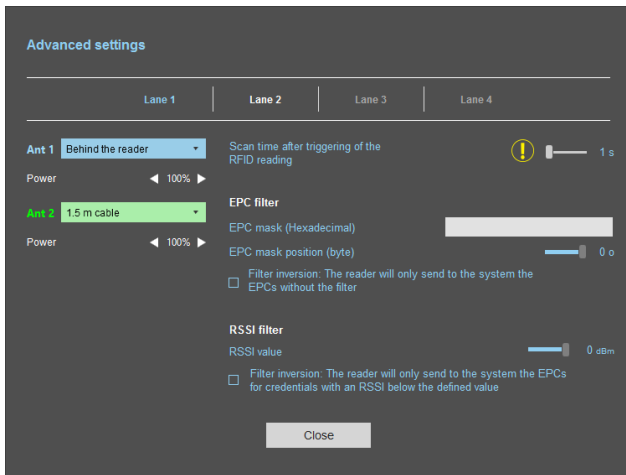 Advanced settings
Lane 1 Lane 2 Lane 3 Lane 4
Ant 1 Behind the reader
Power 100%
Ant 2 1.5 m cable
Power 100%
Scan time after triggering of the
RFID reading
! 1 s
EPC filter
EPC mask (Hexadecimal)
EPC mask position (byte) 0 o
Filter inversion: The reader will only send to the system the
EPCs without the filter
RSSI filter
RSSI value 0 dBm
Filter inversion: The reader will only send to the system the EPCs
for credentials with an RSSI below the defined value
Close